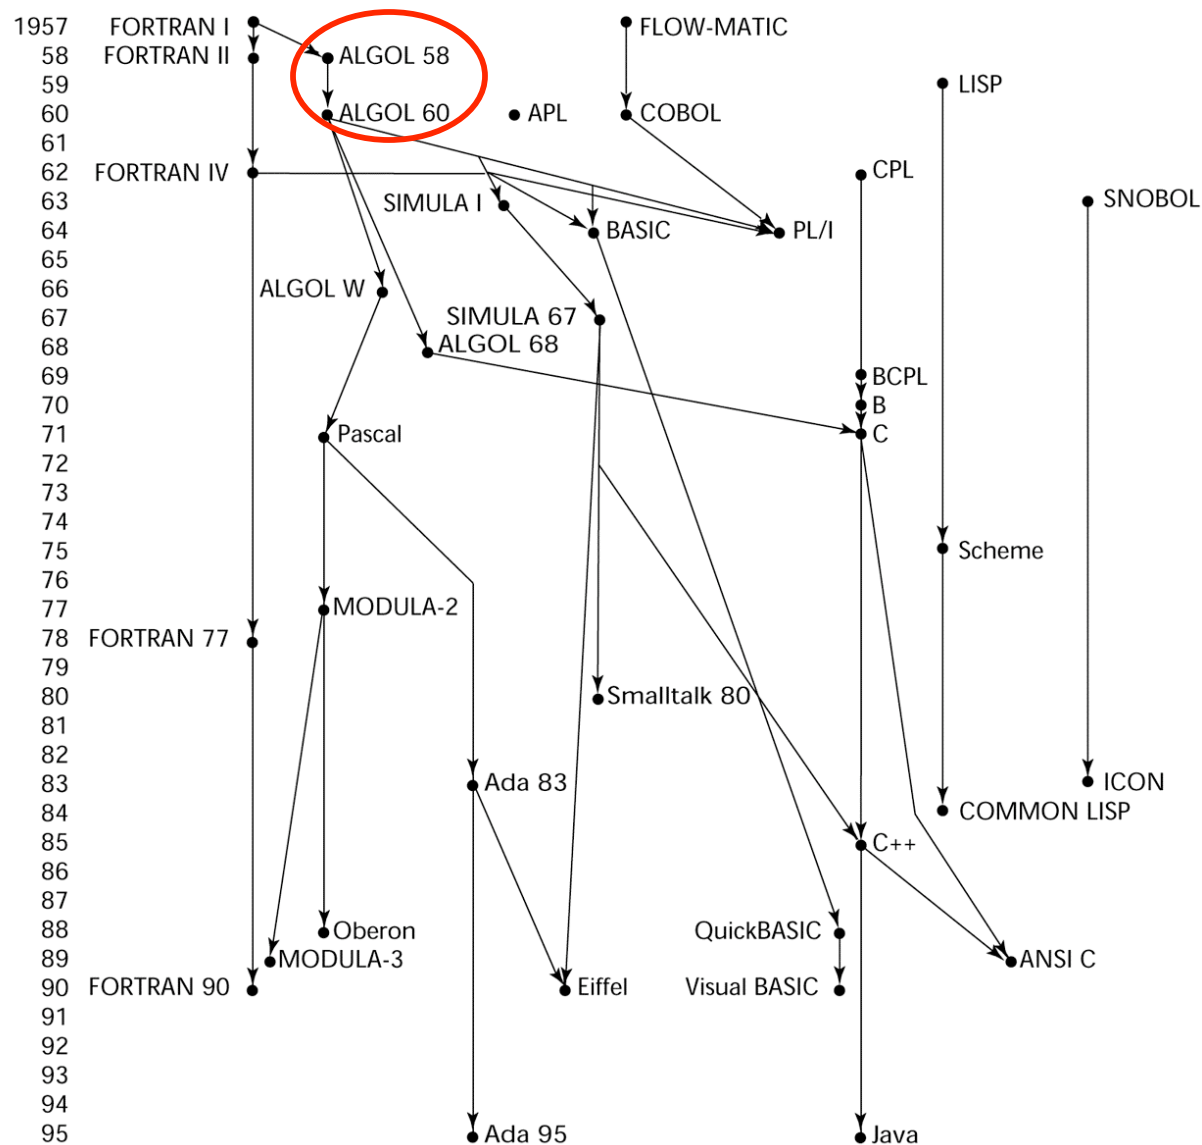 1957 FORTRAN I FLOW-MATIC
58 FORTRAN II ALGOL 58
59 LISP
60 ALGOL 60 APL COBOL
61
62 FORTRAN IV CPL
63 SIMULA I SNOBOL
64 BASIC PL/I
65
66 ALGOL W
67 SIMULA 67
68 ALGOL 68
69 BCPL
70 B
71 Pascal C
72
73
74
75 Scheme
76
77 MODULA-2
78 FORTRAN 77
79
80 Smalltalk 80
81
82
83 Ada 83 ICON
84 COMMON LISP
85 C++
86
87
88 Oberon QuickBASIC
89 MODULA-3 ANSI C
90 FORTRAN 90 Eiffel Visual BASIC
91
92
93
94
95 Ada 95 Java